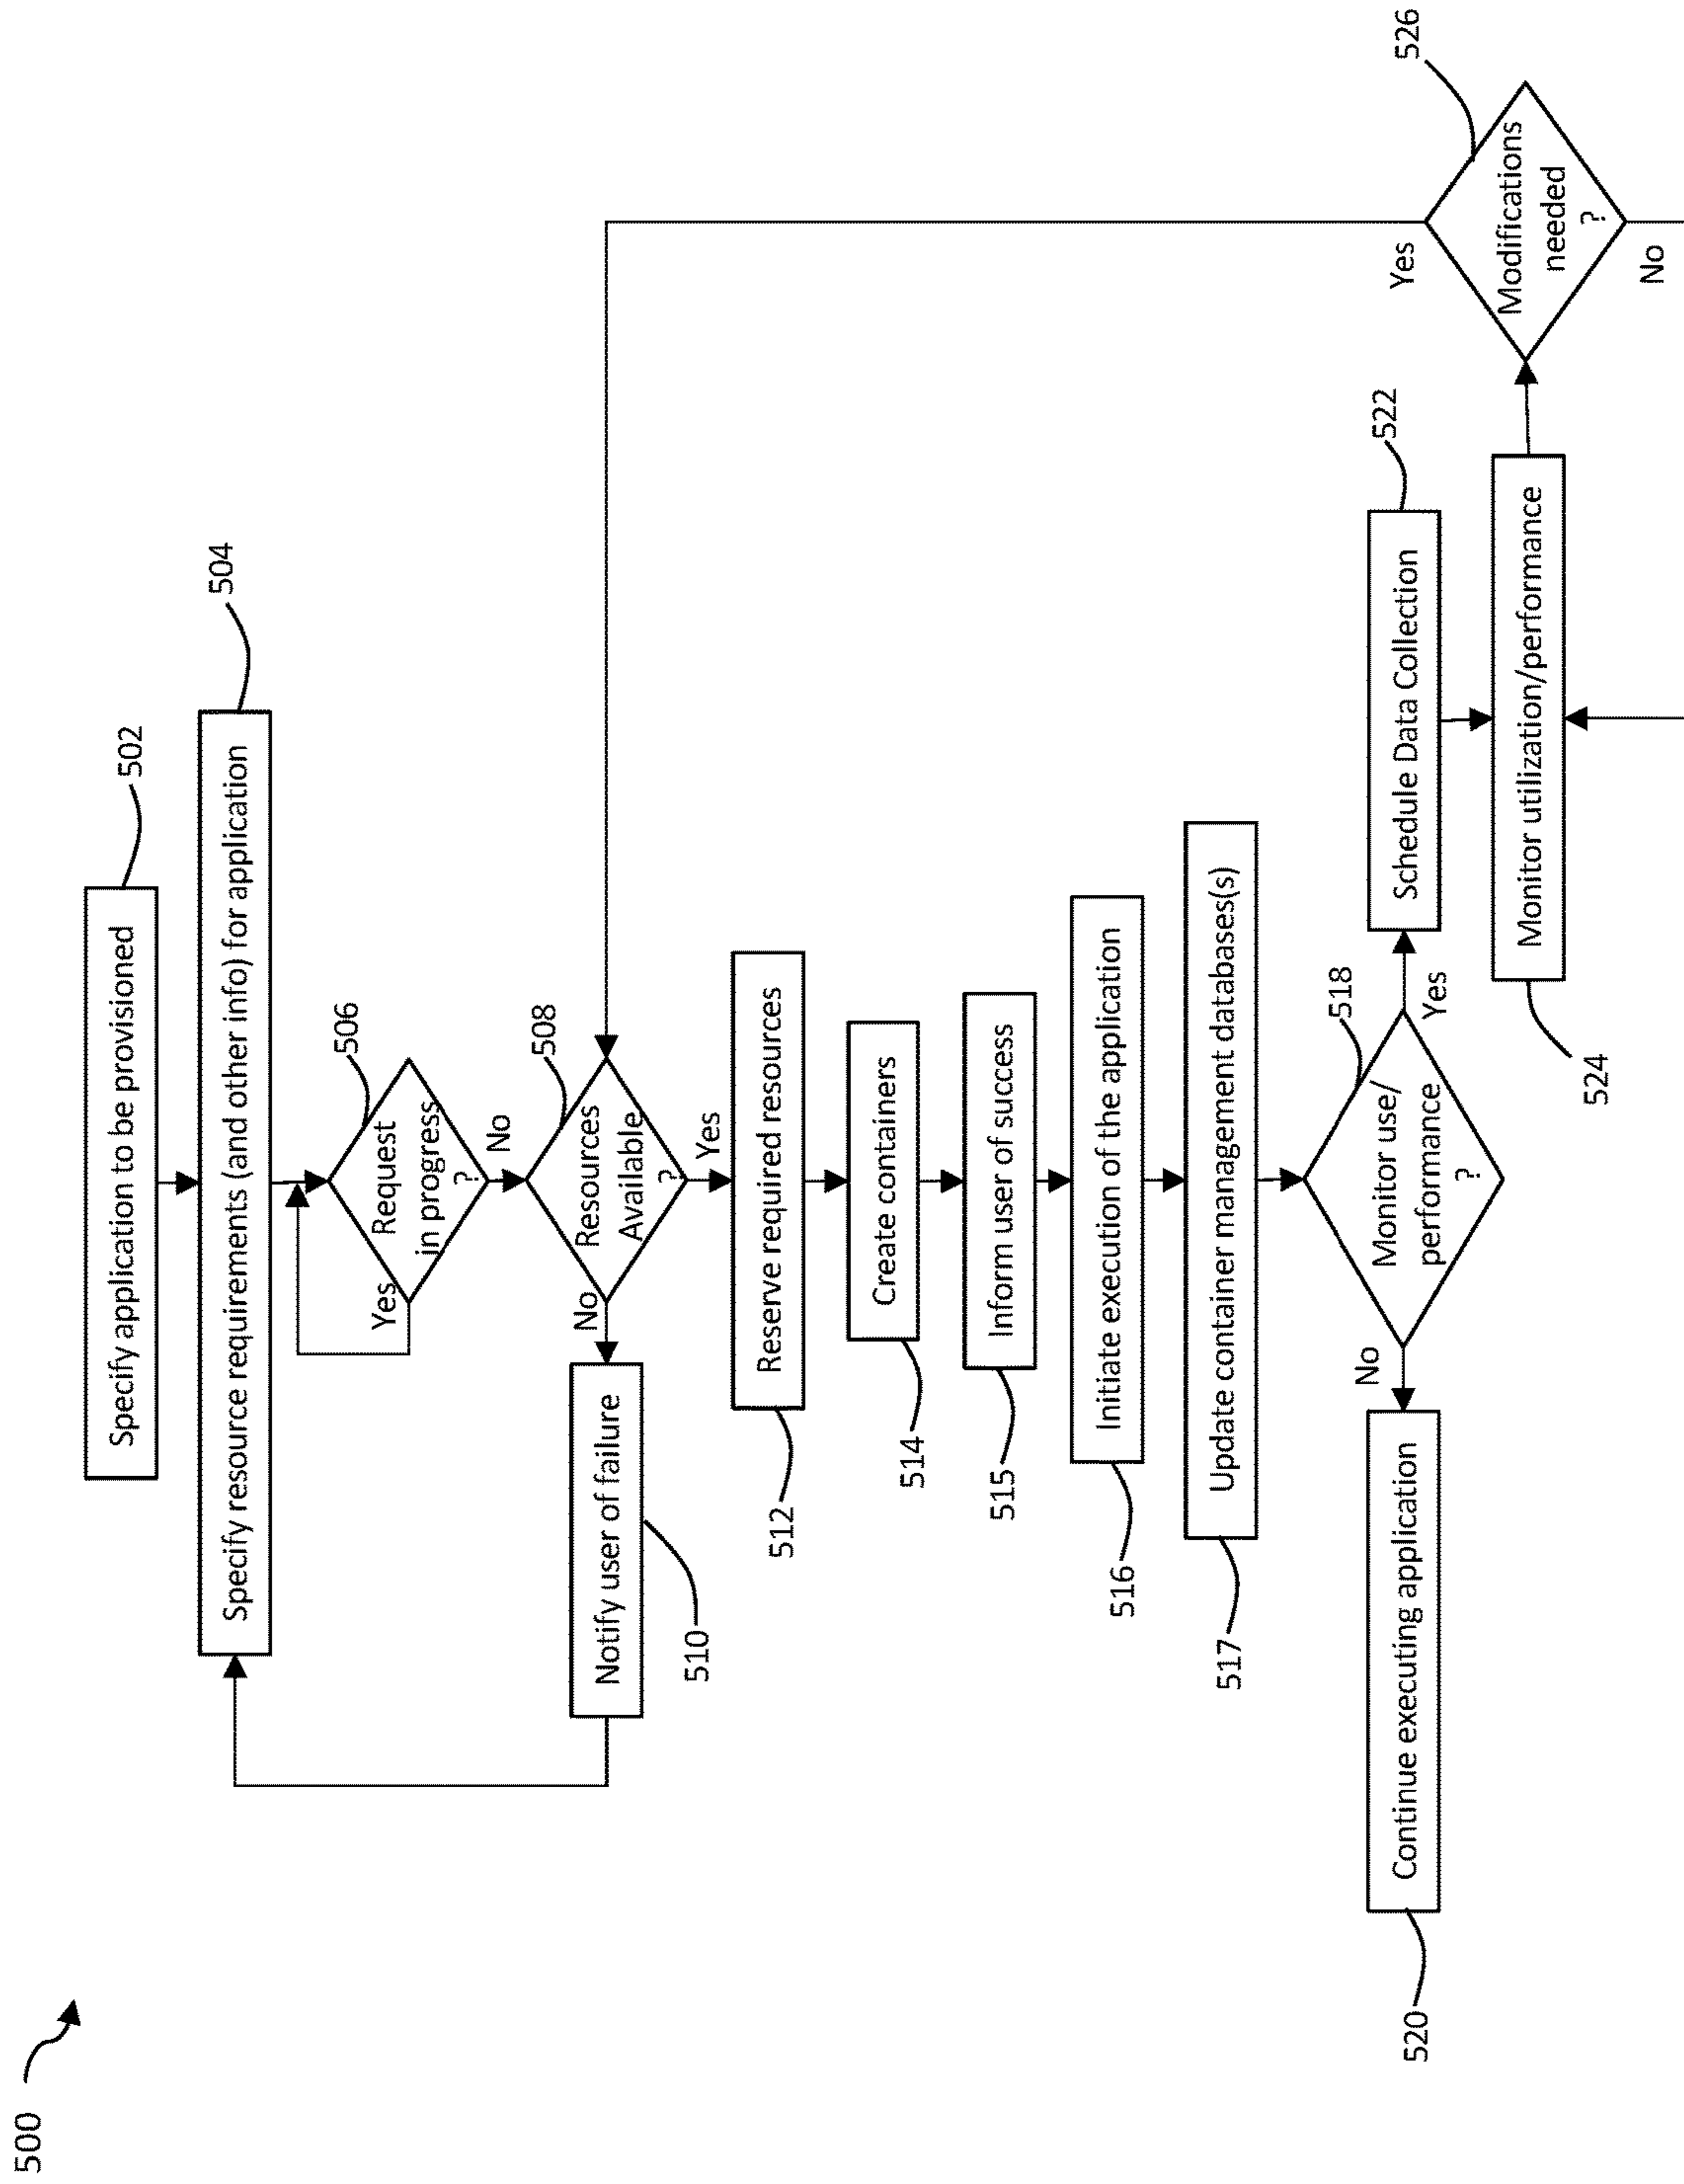 500
Specify application to be provisioned
502
Specify resource requirements (and other info) for application
504
Request
in progress
?
506
Yes
No
Resources
Available
?
508
No
Yes
Notify user of failure
510
Reserve required resources
512
Create containers
514
Inform user of success
515
Initiate execution of the application
516
Update container management databases(s)
517
Monitor use/
performance
?
518
No
Yes
Continue executing application
520
Schedule Data Collection
522
Monitor utilization/performance
524
Modifications
needed
?
526
Yes
No